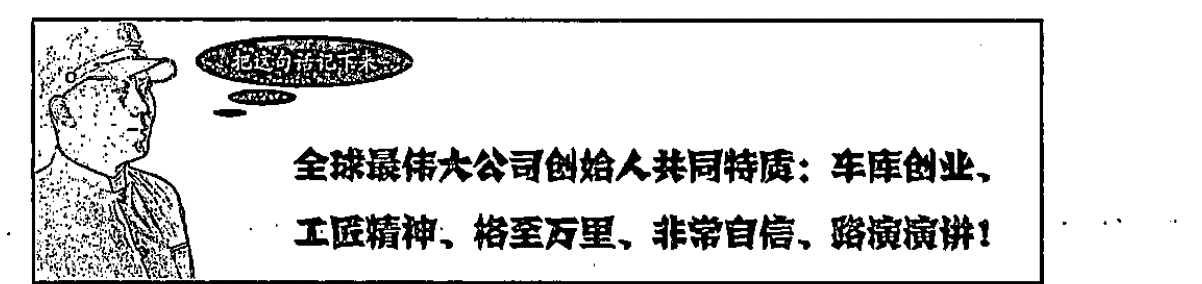 把这句话记下来~
全球最伟大公司创始人共同特质：车库创业、
工匠精神、格至万里、非常自信、路演演讲！